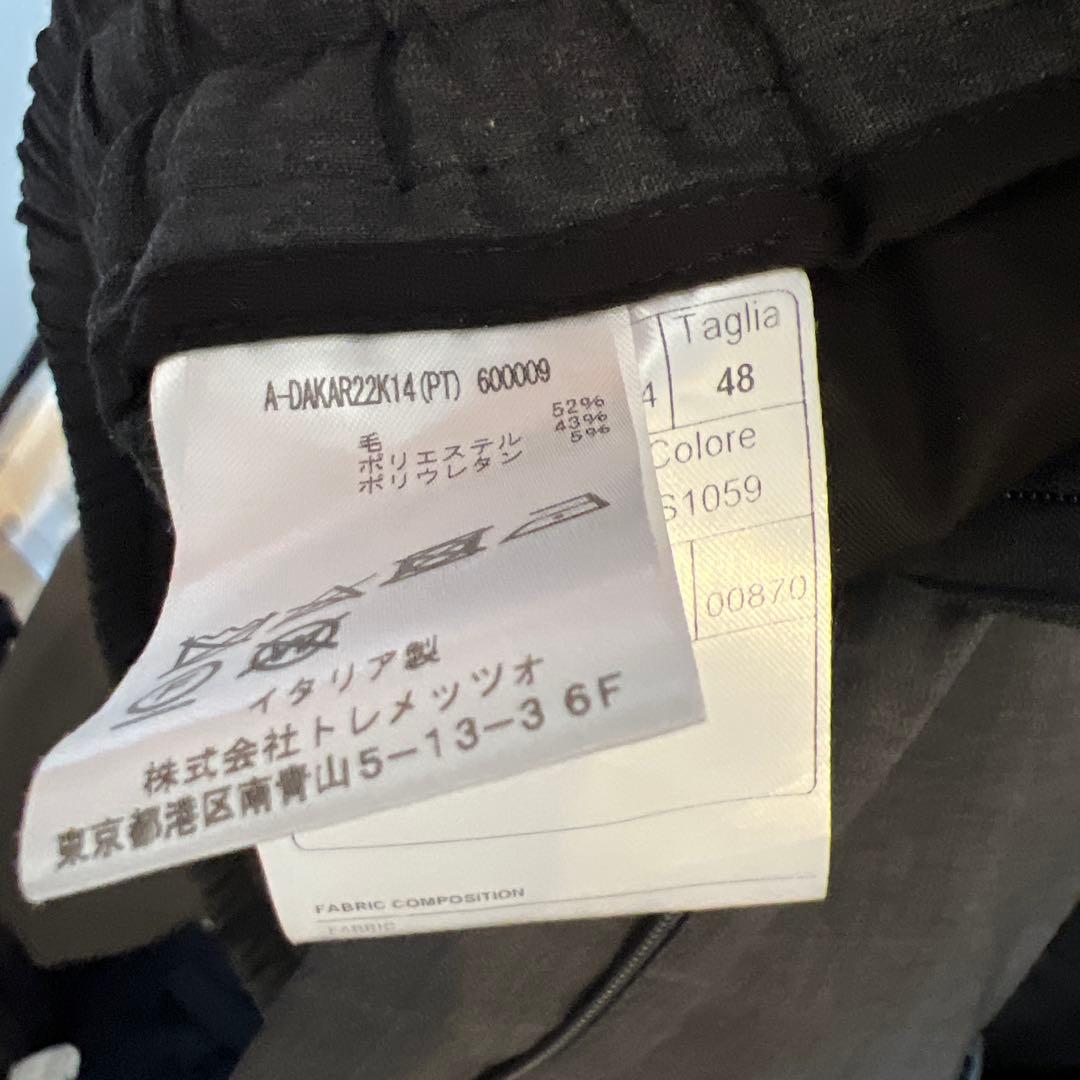 A-DAKAR22K14(PT) 600009
毛 52%
ポリエステル 43%
ポリウレタン 5%
イタリア製
株式会社トレメッツオ
東京都港区南青山5−13−3 6F
Taglia
4 48
Colore
S1059
00870
FABRIC COMPOSITION
FABRIC